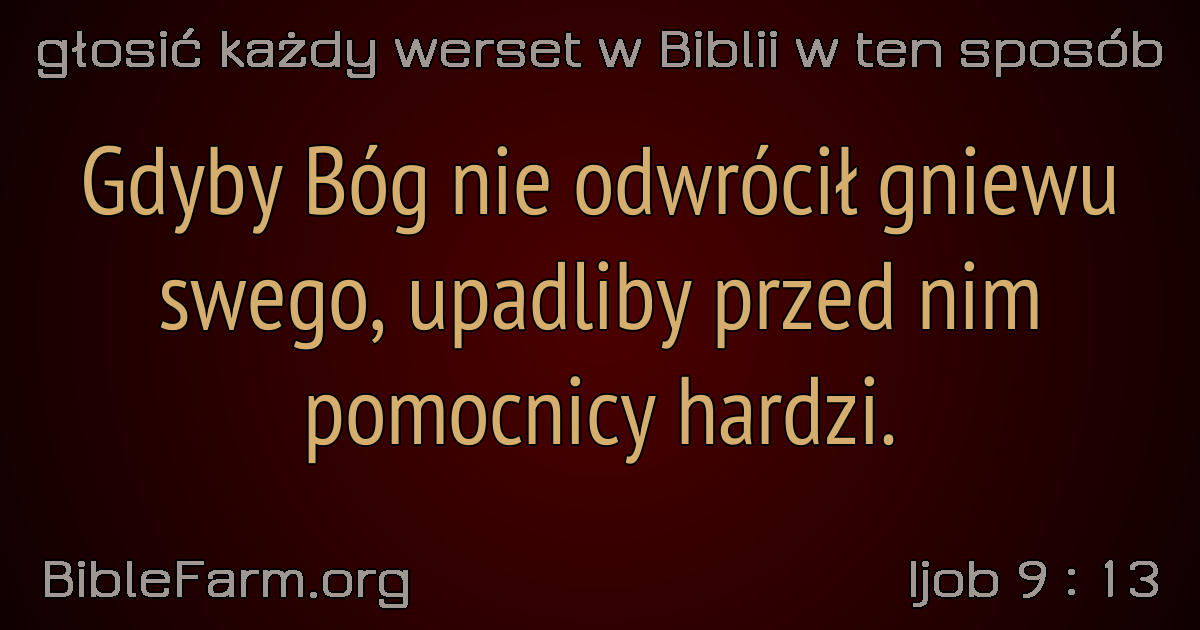 głosić każdy werset w Biblii w ten sposób
Gdyby Bóg nie odwrócił gniewu
swego, upadliby przed nim
pomocnicy hardzi.
BibleFarm.org
Ijob 9 : 13